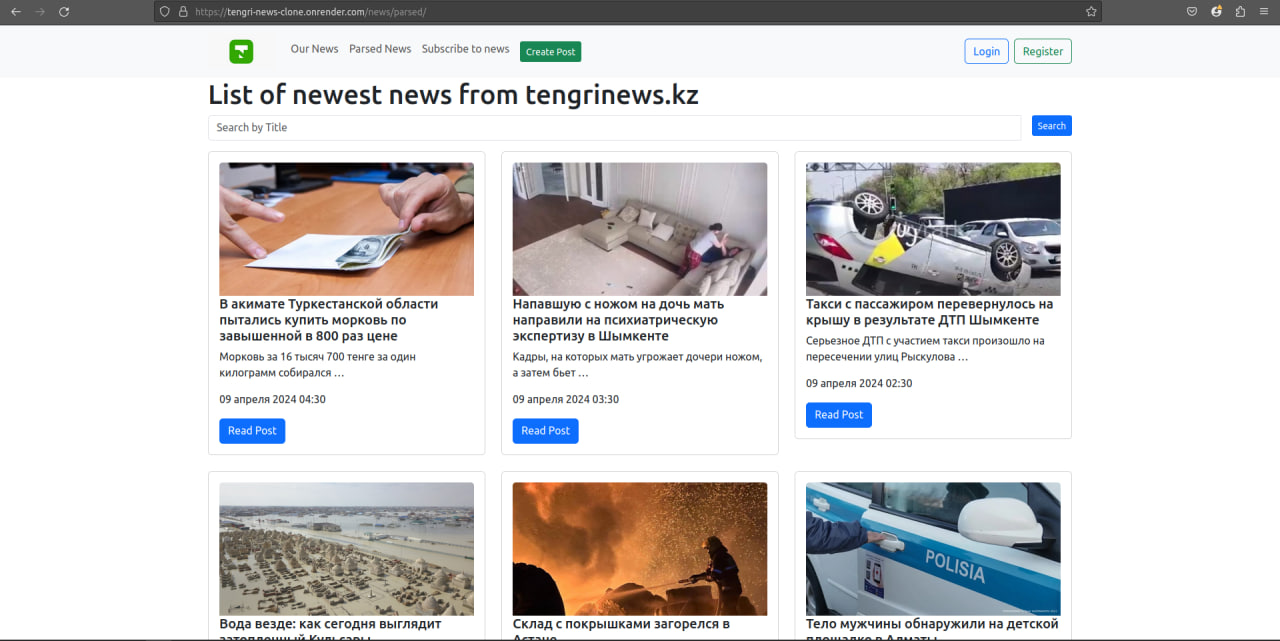 https://tengri-news-clone.onrender.com/news/parsed/
Our News Parsed News Subscribe to news Create Post Login Register
List of newest news from tengrinews.kz
Search by Title Search
В акимате Туркестанской области
пытались купить морковь по
завышенной в 800 раз цене
Морковь за 16 тысяч 700 тенге за один
килограмм собирался …
09 апреля 2024 04:30
Read Post
Напавшую с ножом на дочь мать
направили на психиатрическую
экспертизу в Шымкенте
Кадры, на которых мать угрожает дочери ножом,
а затем бьет …
09 апреля 2024 03:30
Read Post
Такси с пассажиром перевернулось на
крышу в результате ДТП Шымкенте
Серьезное ДТП с участием такси произошло на
пересечении улиц Рыскулова …
09 апреля 2024 02:30
Read Post
Вода везде: как сегодня выглядит
затопленный Кульсары
Склад с покрышками загорелся в
Астане
POLISIA
Тело мужчины обнаружили на детской
площадке в Алматы